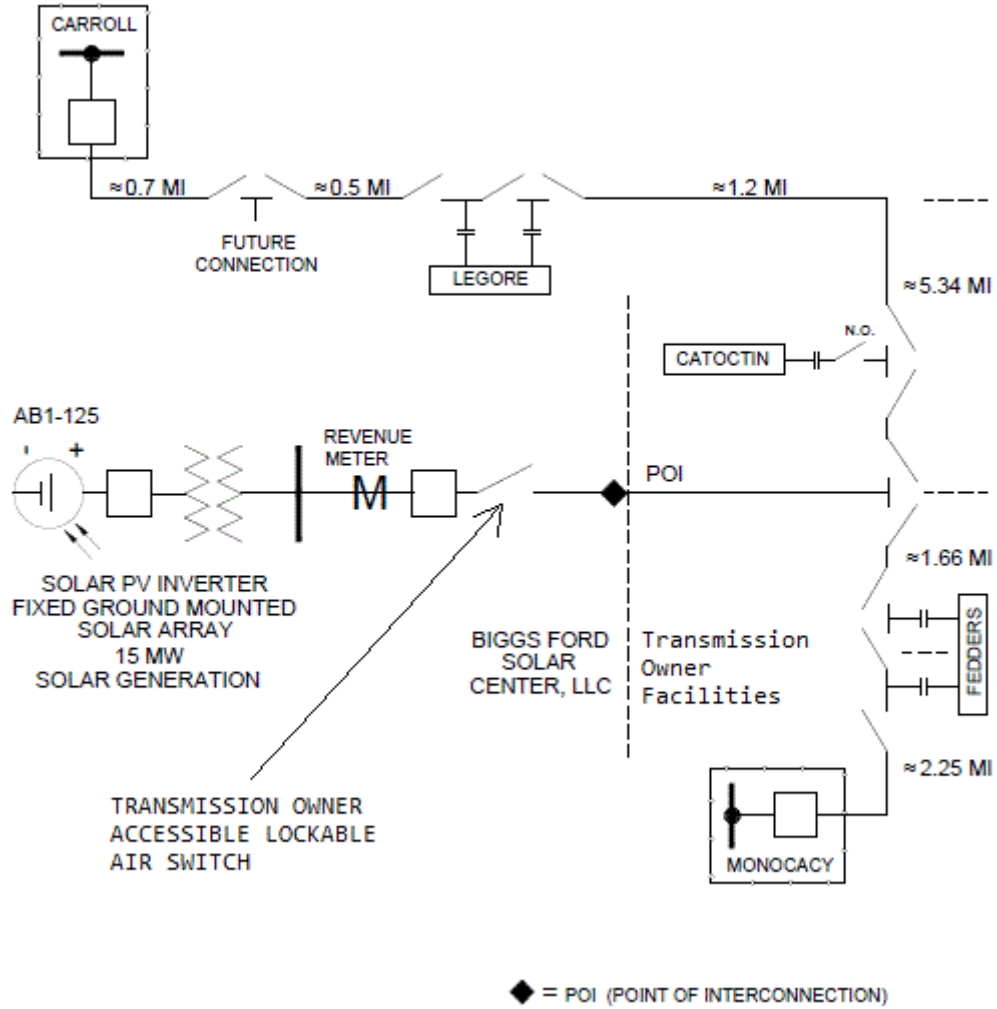 CARROLL
≈0.7 MI
≈0.5 MI
≈1.2 MI
FUTURE
CONNECTION
LEGORE
≈5.34 MI
N.O.
CATOCTIN
AB1-125
- +
REVENUE
METER
M
POI
SOLAR PV INVERTER
FIXED GROUND MOUNTED
SOLAR ARRAY
15 MW
SOLAR GENERATION
BIGGS FORD
SOLAR
CENTER, LLC
Transmission
Owner
Facilities
≈1.66 MI
FEDDERS
≈2.25 MI
TRANSMISSION OWNER
ACCESSIBLE LOCKABLE
AIR SWITCH
MONOCACY
= POI (POINT OF INTERCONNECTION)